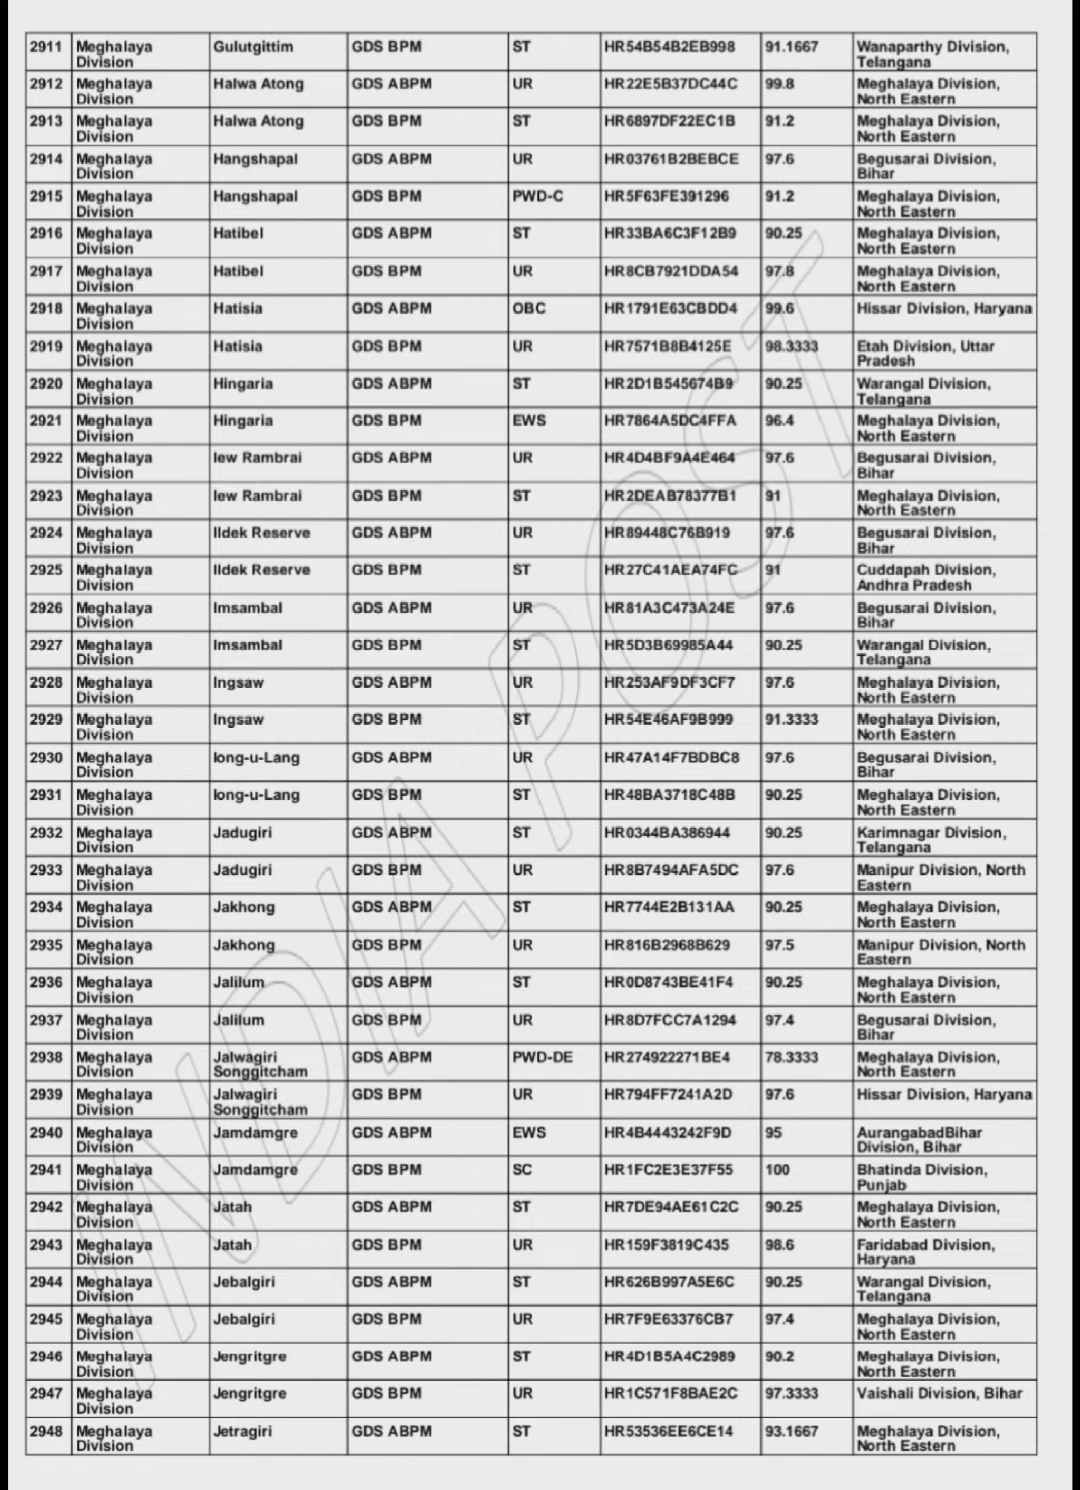 2911 Meghalaya Division Gulutgittim GDS BPM ST HR54B54B2EB998 91.1667 Wanaparthy Division, Telangana
2912 Meghalaya Division Halwa Atong GDS ABPM UR HR22E5B37DC44C 99.8 Meghalaya Division, North Eastern
2913 Meghalaya Division Halwa Atong GDS BPM ST HR6897DF22EC1B 91.2 Meghalaya Division, North Eastern
2914 Meghalaya Division Hangshapal GDS ABPM UR HR03761B2BEBCE 97.6 Begusarai Division, Bihar
2915 Meghalaya Division Hangshapal GDS BPM PWD-C HR5F63FE391296 91.2 Meghalaya Division, North Eastern
2916 Meghalaya Division Hatibel GDS ABPM ST HR33BA6C3F12B9 90.25 Meghalaya Division, North Eastern
2917 Meghalaya Division Hatibel GDS BPM UR HR8CB7921DDA54 97.8 Meghalaya Division, North Eastern
2918 Meghalaya Division Hatisia GDS ABPM OBC HR1791E63CBDD4 99.6 Hissar Division, Haryana
2919 Meghalaya Division Hatisia GDS BPM UR HR7571B8B4125E 98.3333 Etah Division, Uttar Pradesh
2920 Meghalaya Division Hingaria GDS ABPM ST HR2D1B545674B9 90.25 Warangal Division, Telangana
2921 Meghalaya Division Hingaria GDS BPM EWS HR7864A5DC4FFA 96.4 Meghalaya Division, North Eastern
2922 Meghalaya Division Iew Rambrai GDS ABPM UR HR4D4BF9A4E464 97.6 Begusarai Division, Bihar
2923 Meghalaya Division Iew Rambrai GDS BPM ST HR2DEAB78377B1 91 Meghalaya Division, North Eastern
2924 Meghalaya Division Ildek Reserve GDS ABPM UR HR89448C76B919 97.6 Begusarai Division, Bihar
2925 Meghalaya Division Ildek Reserve GDS BPM ST HR27C41AEA74FC 91 Cuddapah Division, Andhra Pradesh
2926 Meghalaya Division Imsambal GDS ABPM UR HR81A3C473A24E 97.6 Begusarai Division, Bihar
2927 Meghalaya Division Imsambal GDS BPM ST HR5D3B69985A44 90.25 Warangal Division, Telangana
2928 Meghalaya Division Ingsaw GDS ABPM UR HR253AF9DF3CF7 97.6 Meghalaya Division, North Eastern
2929 Meghalaya Division Ingsaw GDS BPM ST HR54E46AF9B999 91.3333 Meghalaya Division, North Eastern
2930 Meghalaya Division Iong-u-Lang GDS ABPM UR HR47A14F7BDBC8 97.6 Begusarai Division, Bihar
2931 Meghalaya Division Iong-u-Lang GDS BPM ST HR48BA3718C48B 90.25 Meghalaya Division, North Eastern
2932 Meghalaya Division Jadugiri GDS ABPM ST HR0344BA386944 90.25 Karimnagar Division, Telangana
2933 Meghalaya Division Jadugiri GDS BPM UR HR8B7494AFA5DC 97.6 Manipur Division, North Eastern
2934 Meghalaya Division Jakhong GDS ABPM ST HR7744E2B131AA 90.25 Meghalaya Division, North Eastern
2935 Meghalaya Division Jakhong GDS BPM UR HR816B2968B629 97.5 Manipur Division, North Eastern
2936 Meghalaya Division Jalilum GDS ABPM ST HR0D8743BE41F4 90.25 Meghalaya Division, North Eastern
2937 Meghalaya Division Jalilum GDS BPM UR HR8D7FCC7A1294 97.4 Begusarai Division, Bihar
2938 Meghalaya Division Jalwagiri Songgitcham GDS ABPM PWD-DE HR274922271BE4 78.3333 Meghalaya Division, North Eastern
2939 Meghalaya Division Jalwagiri Songgitcham GDS BPM UR HR794FF7241A2D 97.6 Hissar Division, Haryana
2940 Meghalaya Division Jamdamgre GDS ABPM EWS HR4B4443242F9D 95 AurangabadBihar Division, Bihar
2941 Meghalaya Division Jamdamgre GDS BPM SC HR1FC2E3E37F55 100 Bhatinda Division, Punjab
2942 Meghalaya Division Jatah GDS ABPM ST HR7DE94AE61C2C 90.25 Meghalaya Division, North Eastern
2943 Meghalaya Division Jatah GDS BPM UR HR159F3819C435 98.6 Faridabad Division, Haryana
2944 Meghalaya Division Jebalgiri GDS ABPM ST HR626B997A5E6C 90.25 Warangal Division, Telangana
2945 Meghalaya Division Jebalgiri GDS BPM UR HR7F9E63376CB7 97.4 Meghalaya Division, North Eastern
2946 Meghalaya Division Jengritgre GDS ABPM ST HR4D1B5A4C2989 90.2 Meghalaya Division, North Eastern
2947 Meghalaya Division Jengritgre GDS BPM UR HR1C571F8BAE2C 97.3333 Vaishali Division, Bihar
2948 Meghalaya Division Jetragiri GDS ABPM ST HR53536EE6CE14 93.1667 Meghalaya Division, North Eastern
INDIA POST